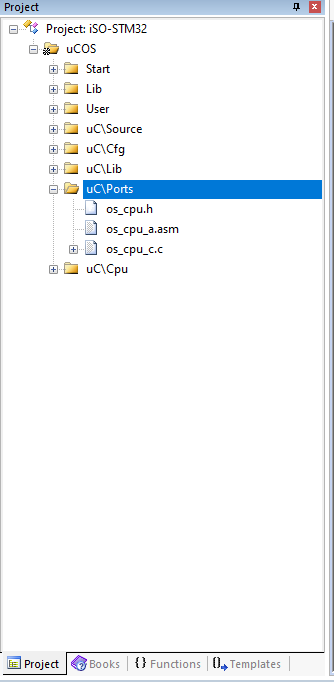 Project
Project: iSO-STM32
uCOS
Start
Lib
User
uC\Source
uC\Cfg
uC\Lib
uC\Ports
os_cpu.h
os_cpu_a.asm
os_cpu_c.c
uC\Cpu
Project Books {} Functions 0 Templates